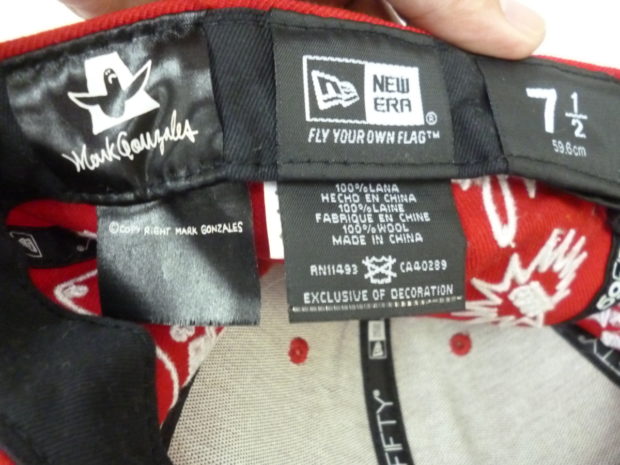 Mark Gonzales
NEW ERA®
FLY YOUR OWN FLAG™
7 1/2
59.6cm
©COPY RIGHT MARK GONZALES
100% LANA
HECHO EN CHINA
100% LAINE
FABRIQUE EN CHINE
100% WOOL
MADE IN CHINA
RN11493 CA40289
EXCLUSIVE OF DECORATION
FIFTY